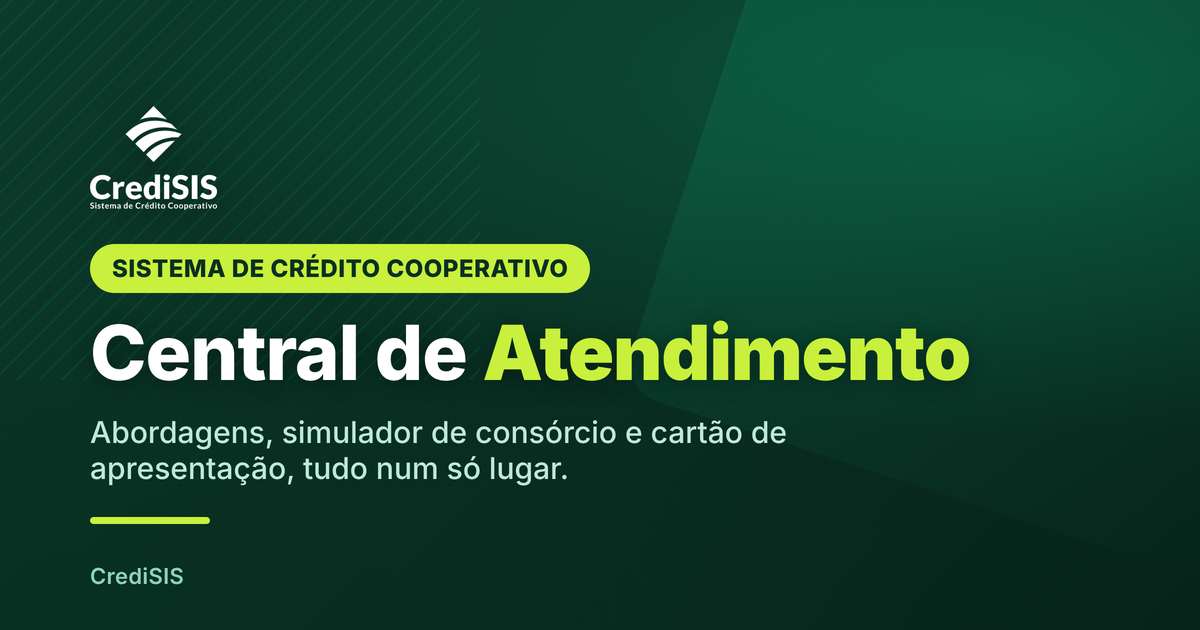 CrediSIS
Sistema de Crédito Cooperativo
SISTEMA DE CRÉDITO COOPERATIVO
Central de Atendimento
Abordagens, simulador de consórcio e cartão de
apresentação, tudo num só lugar.
CrediSIS